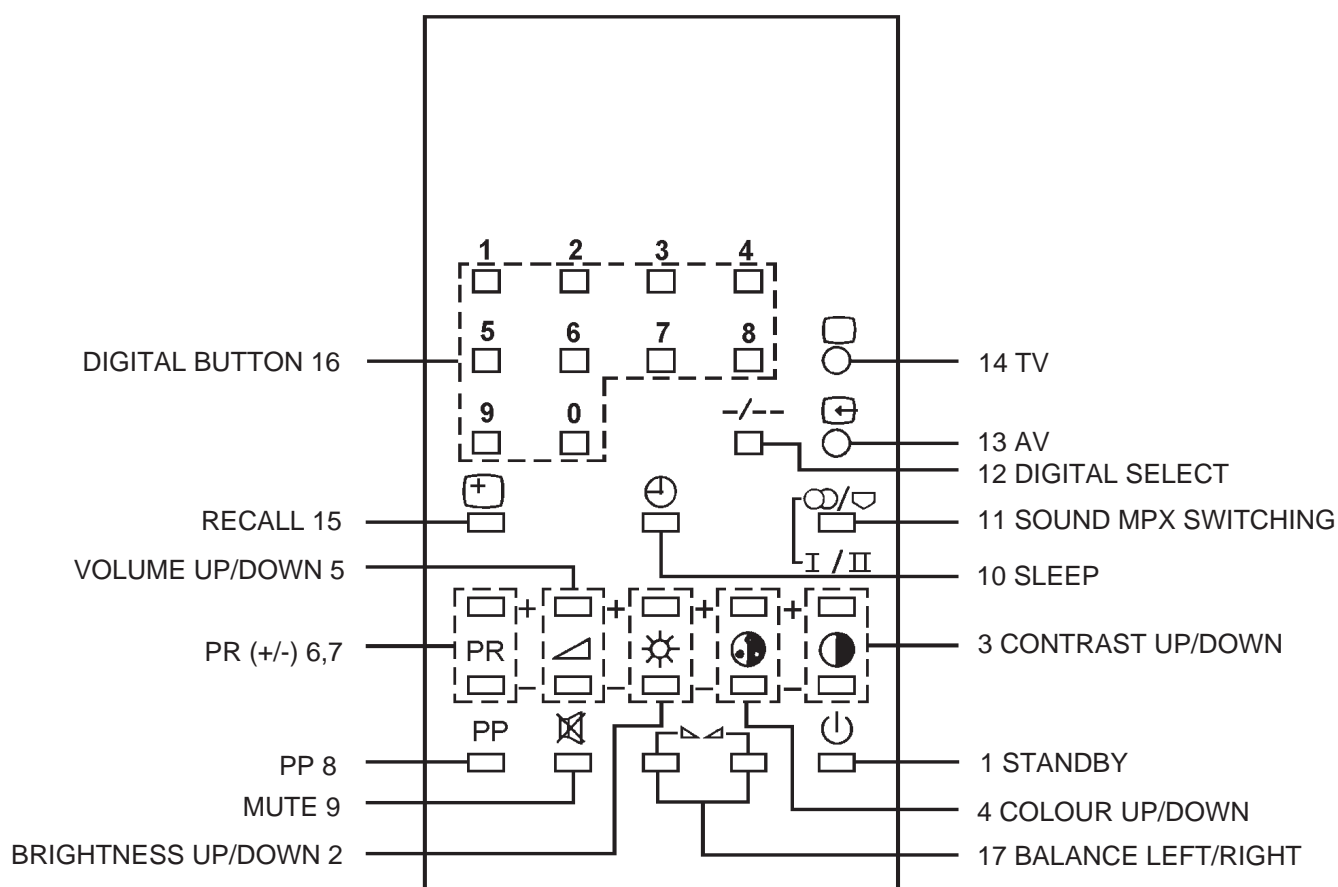 1 2 3 4
5 6 7 8
DIGITAL BUTTON 16
14 TV
9 0 -/--
13 AV
12 DIGITAL SELECT
RECALL 15
11 SOUND MPX SWITCHING
I / II
VOLUME UP/DOWN 5
10 SLEEP
+ + + +
PR (+/-) 6,7
PR
3 CONTRAST UP/DOWN
- - - -
PP
PP 8
1 STANDBY
MUTE 9
4 COLOUR UP/DOWN
BRIGHTNESS UP/DOWN 2
17 BALANCE LEFT/RIGHT